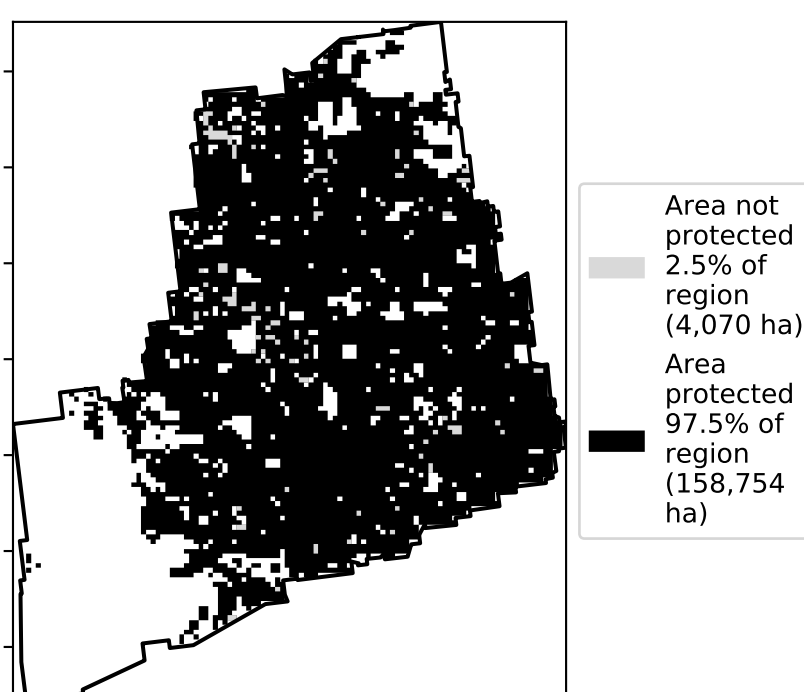 Area not
protected
2.5% of
region
(4,070 ha)
Area
protected
97.5% of
region
(158,754
ha)